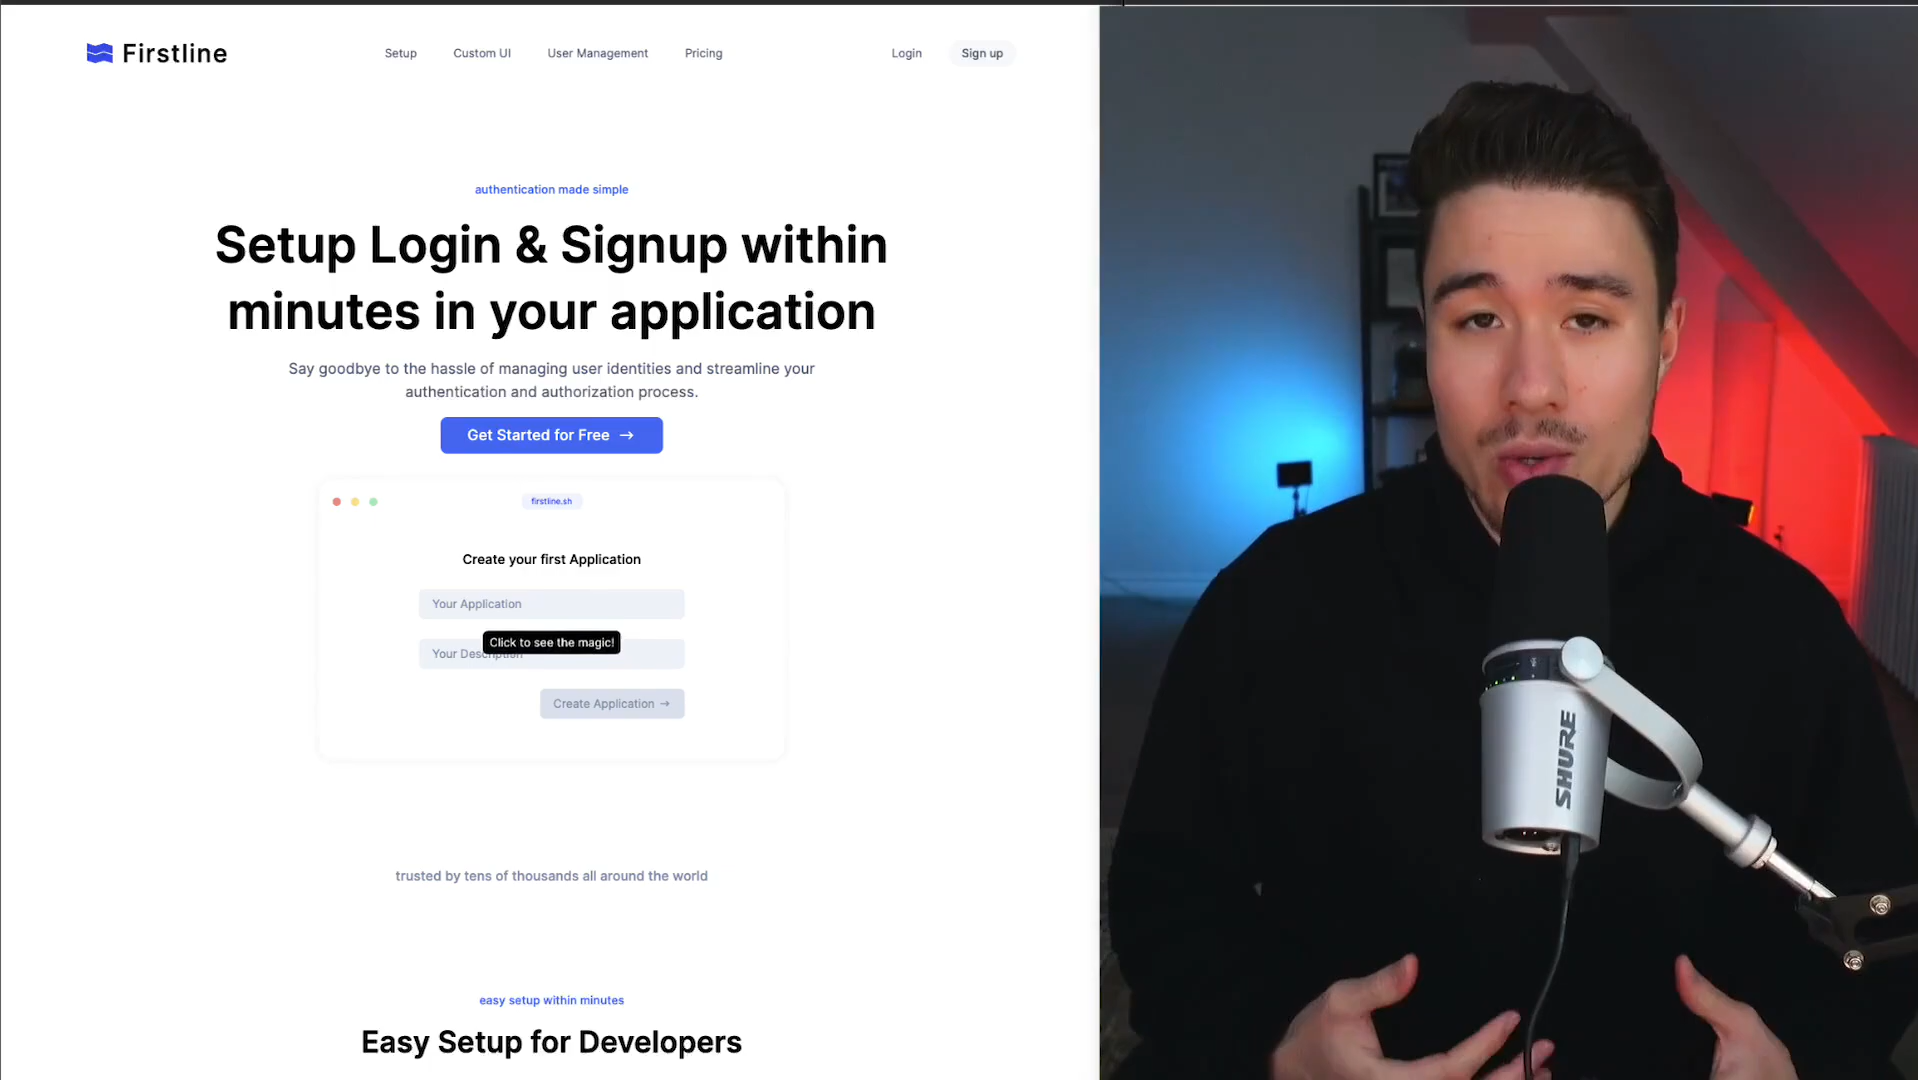 Firstline
Setup
Custom UI
User Management
Pricing
Login
Sign up
authentication made simple
Setup Login & Signup within
minutes in your application
Say goodbye to the hassle of managing user identities and streamline your
authentication and authorization process.
Get Started for Free →
firstline.sh
Create your first Application
Your Application
Click to see the magic!
Your Description
Create Application →
trusted by tens of thousands all around the world
easy setup within minutes
Easy Setup for Developers
SHURE